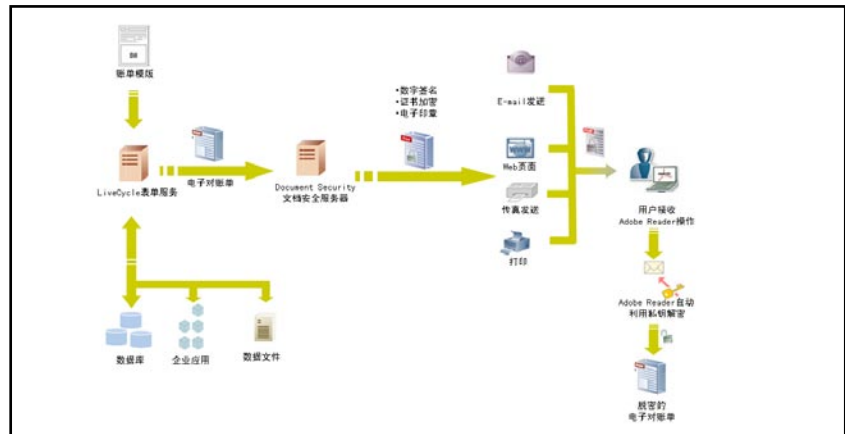 Bill
账单模版
•数字签名
•证书加密
•电子印章
E-mail发送
LiveCycle表单服务
电子对账单
Document Security
文档安全服务器
Web页面
传真发送
打印
用户接收
Adobe Reader操作
数据库
企业应用
数据文件
Adobe Reader自动
利用私钥解密
脱密的
电子对账单